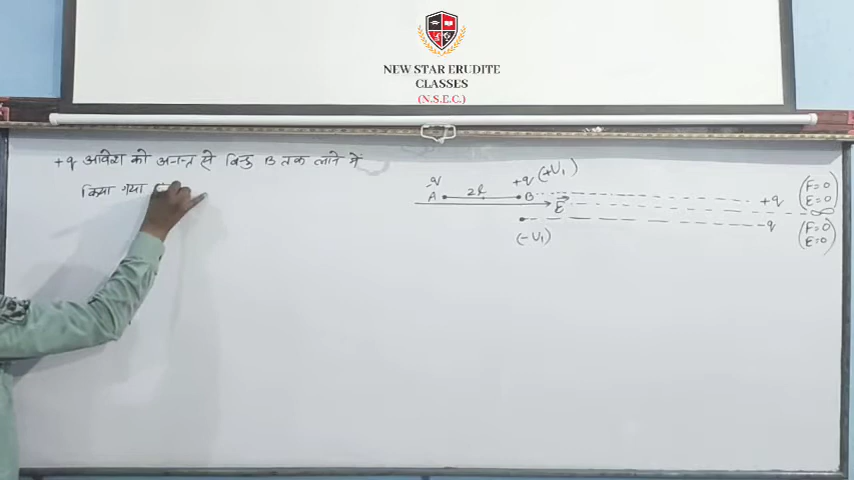 NEW STAR ERUDITE
CLASSES
(N.S.E.C.)
+q आवेश को अनन्त से बिन्दु B तक लाने में
किया गया
-q
A
2l
+q (+U₁)
B
E⃗
(-U₁)
+q
-q
(F=0
E=0)
∞
(F=0
E=0)